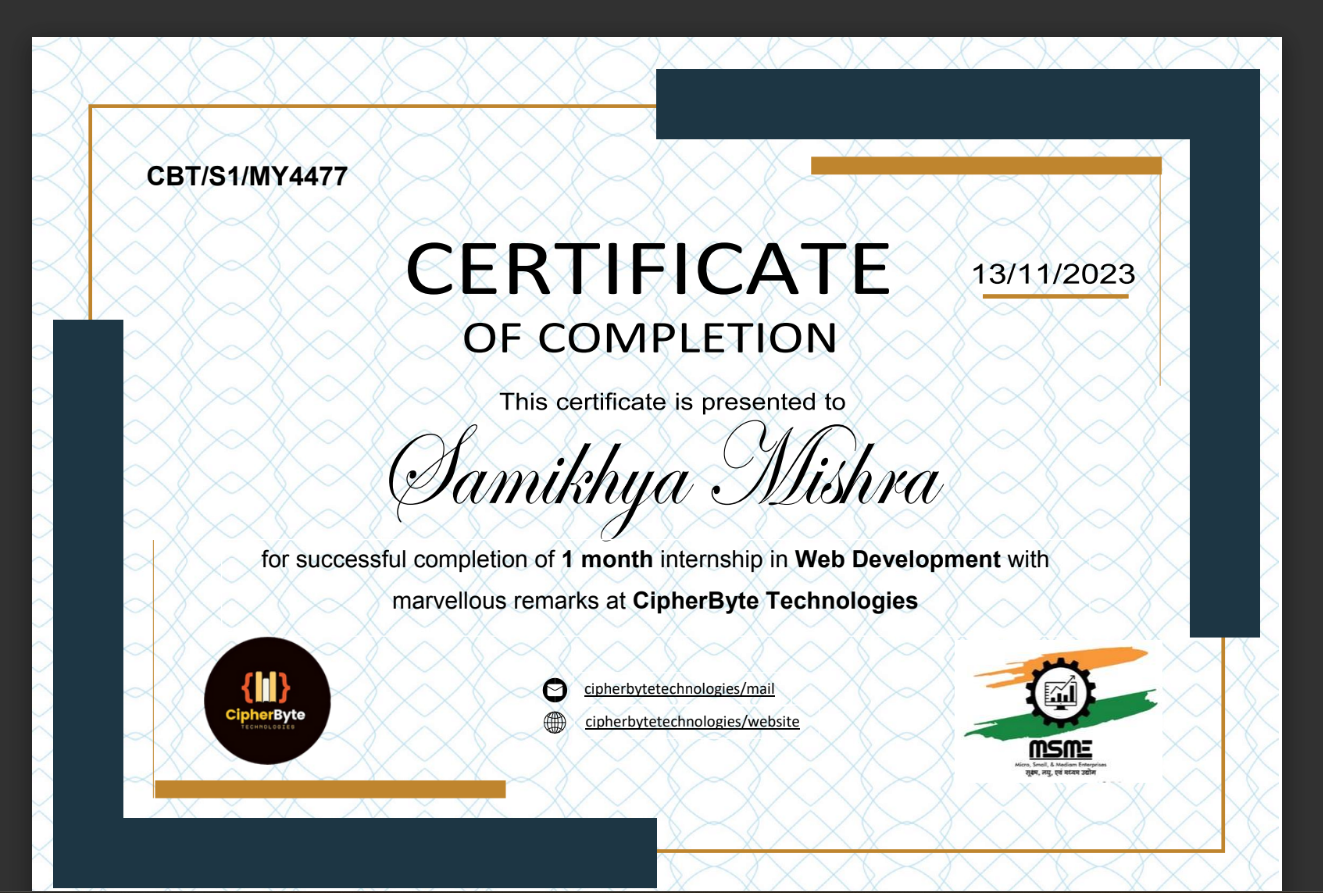 CBT/S1/MY4477
CERTIFICATE
13/11/2023
OF COMPLETION
This certificate is presented to
Samikhya Mishra
for successful completion of 1 month internship in Web Development with
marvellous remarks at CipherByte Technologies
{ } 
CipherByte
TECHNOLOGIES
cipherbytetechnologies/mail
cipherbytetechnologies/website
MSME
Micro, Small, & Medium Enterprises
सूक्ष्म, लघु, एवं मध्यम उद्योग